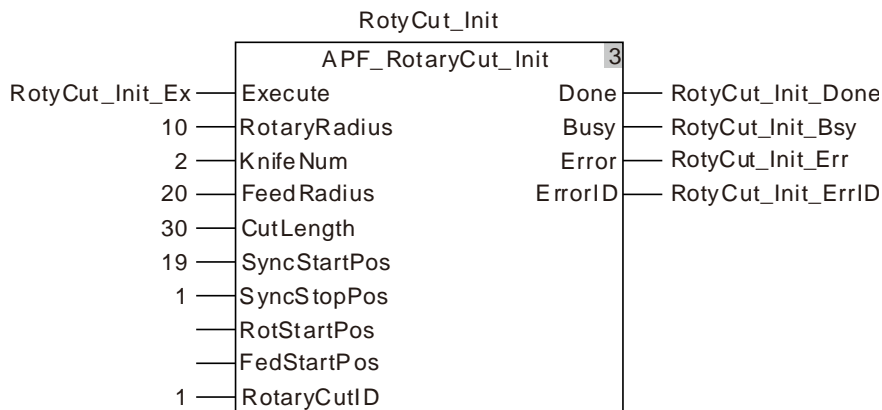 RotyCut_Init
APF_RotaryCut_Init 3
RotyCut_Init_Ex Execute Done RotyCut_Init_Done
10 RotaryRadius Busy RotyCut_Init_Bsy
2 KnifeNum Error RotyCut_Init_Err
20 FeedRadius ErrorID RotyCut_Init_ErrID
30 CutLength
19 SyncStartPos
1 SyncStopPos
RotStartPos
FedStartPos
1 RotaryCutID